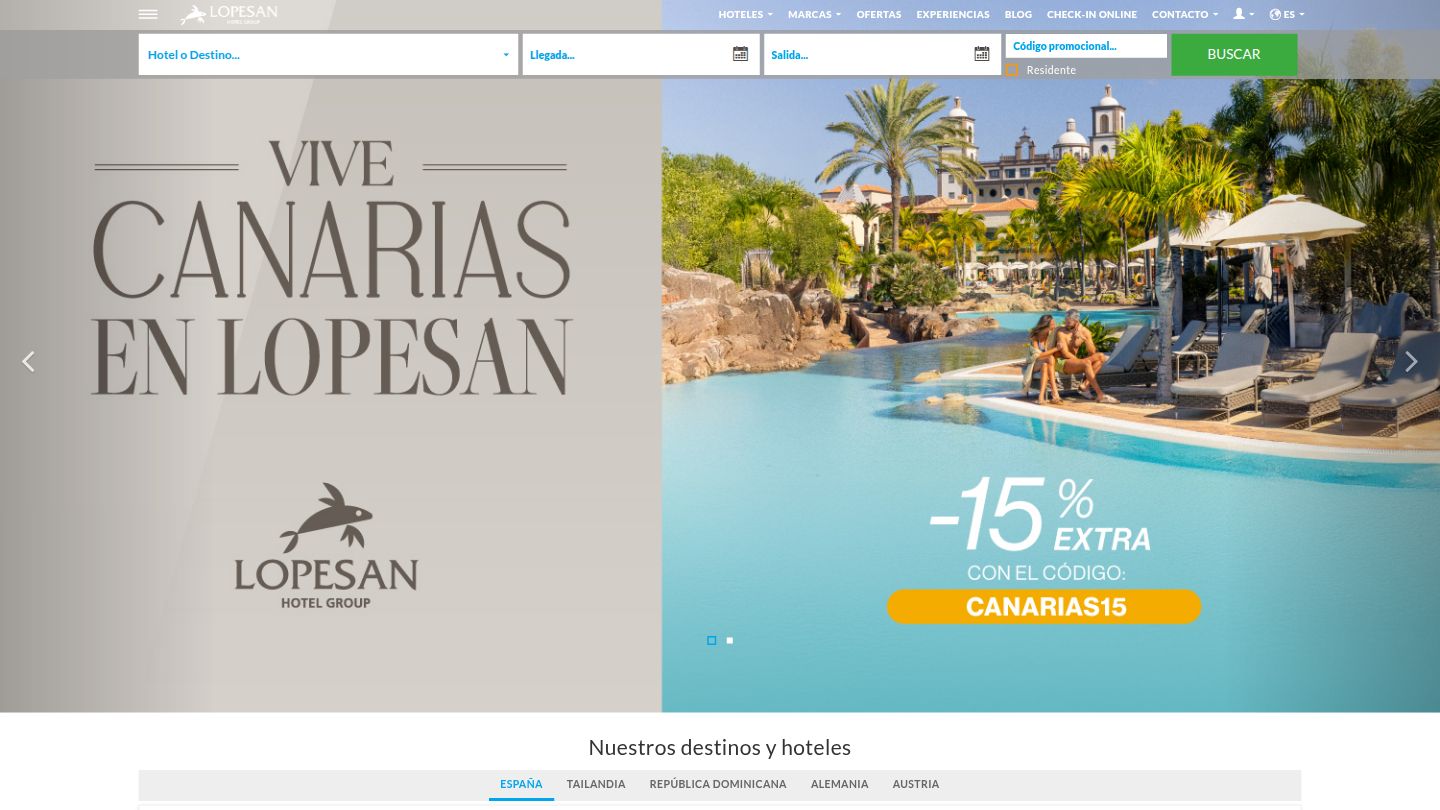 LOPESAN
HOTEL GROUP
HOTELES
MARCAS
OFERTAS
EXPERIENCIAS
BLOG
CHECK-IN ONLINE
CONTACTO
ES
Hotel o Destino...
Llegada...
Salida...
Código promocional...
Residente
BUSCAR
VIVE
CANARIAS
EN LOPESAN
LOPESAN
HOTEL GROUP
-15 %
EXTRA
CON EL CÓDIGO:
CANARIAS15
Nuestros destinos y hoteles
ESPAÑA
TAILANDIA
REPÚBLICA DOMINICANA
ALEMANIA
AUSTRIA